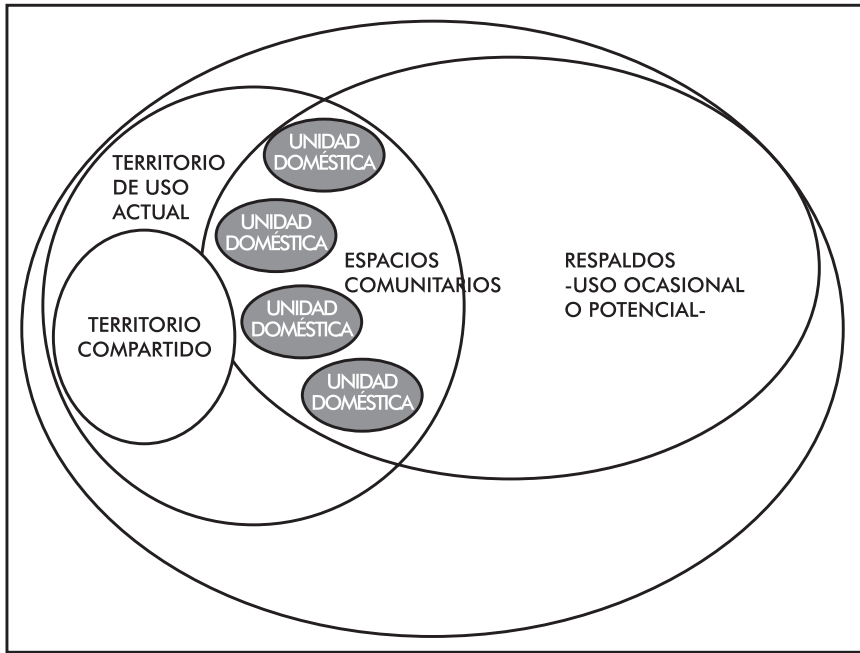 UNIDAD
DOMÉSTICA
TERRITORIO
DE USO
ACTUAL
UNIDAD
DOMÉSTICA
ESPACIOS
COMUNITARIOS
RESPALDOS
-USO OCASIONAL
O POTENCIAL-
UNIDAD
DOMÉSTICA
TERRITORIO
COMPARTIDO
UNIDAD
DOMÉSTICA